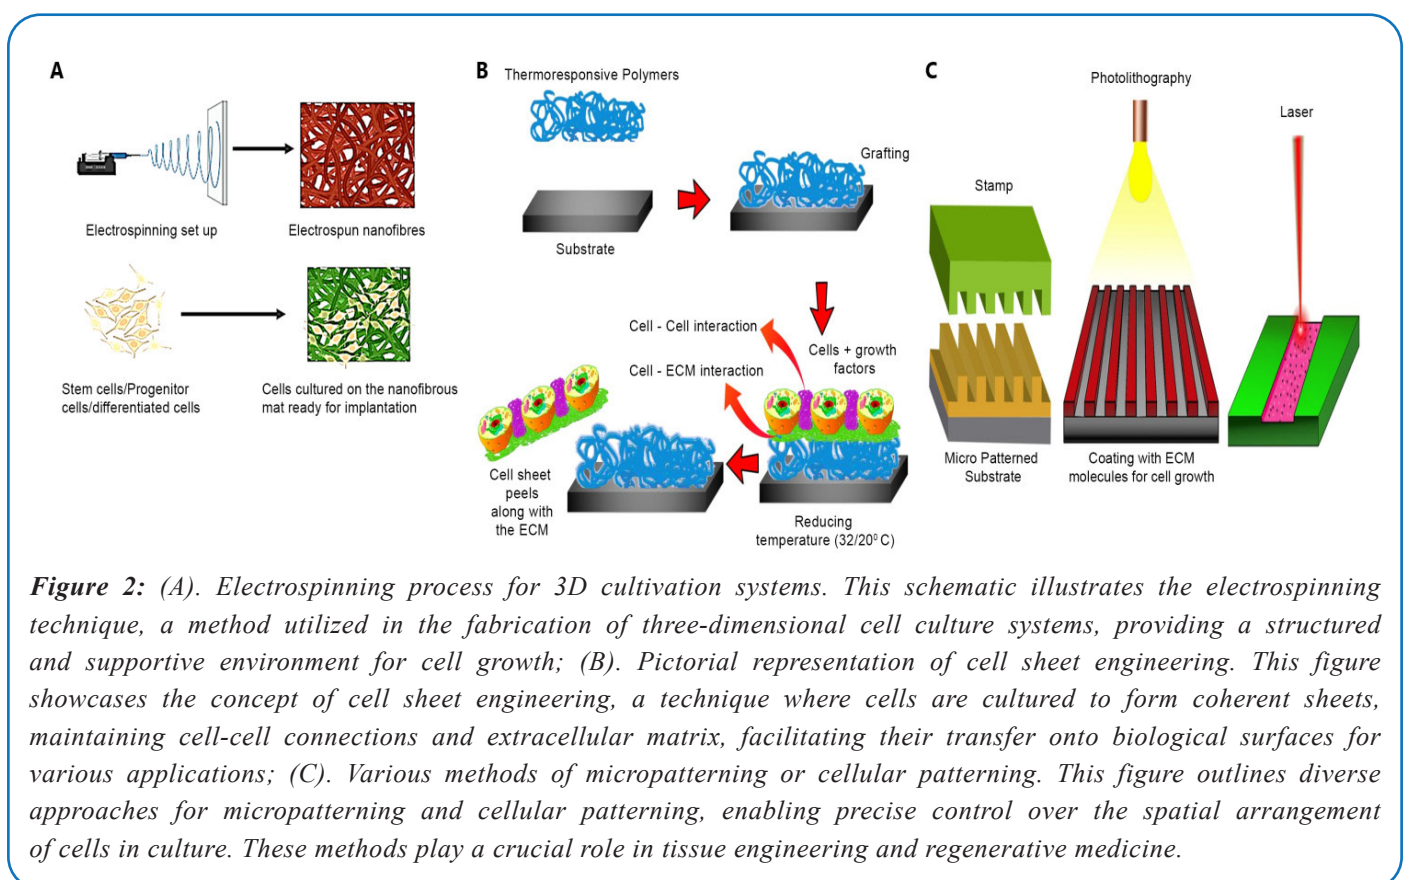 A
Electrospinning set up
Electrospun nanofibres
Stem cells/Progenitor
cells/differentiated cells
Cells cultured on the nanofibrous
mat ready for implantation
B
Thermoresponsive Polymers
Substrate
Grafting
Cells + growth
factors
Cell - Cell interaction
Cell - ECM interaction
Reducing
temperature (32/20⁰ C)
Cell sheet
peels
along with
the ECM
C
Stamp
Micro Patterned
Substrate
Photolithography
Coating with ECM
molecules for cell growth
Laser
Figure 2: (A). Electrospinning process for 3D cultivation systems. This schematic illustrates the electrospinning
technique, a method utilized in the fabrication of three-dimensional cell culture systems, providing a structured
and supportive environment for cell growth; (B). Pictorial representation of cell sheet engineering. This figure
showcases the concept of cell sheet engineering, a technique where cells are cultured to form coherent sheets,
maintaining cell-cell connections and extracellular matrix, facilitating their transfer onto biological surfaces for
various applications; (C). Various methods of micropatterning or cellular patterning. This figure outlines diverse
approaches for micropatterning and cellular patterning, enabling precise control over the spatial arrangement
of cells in culture. These methods play a crucial role in tissue engineering and regenerative medicine.